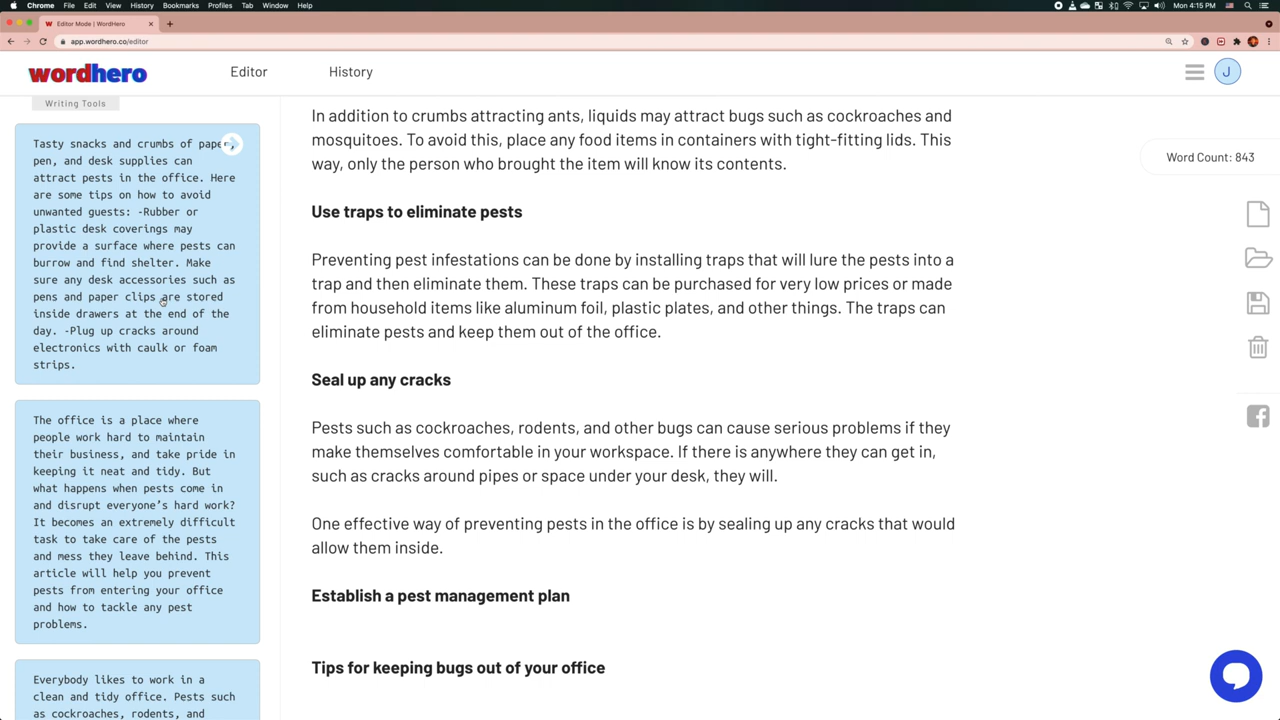 Chrome File Edit View History Bookmarks Profiles Tab Window Help
Mon 4:15 PM
W Editor Mode | WordHero
app.wordhero.co/editor
wordhero
Editor
History
J
Writing Tools
Tasty snacks and crumbs of paper,
pen, and desk supplies can
attract pests in the office. Here
are some tips on how to avoid
unwanted guests: -Rubber or
plastic desk coverings may
provide a surface where pests can
burrow and find shelter. Make
sure any desk accessories such as
pens and paper clips are stored
inside drawers at the end of the
day. -Plug up cracks around
electronics with caulk or foam
strips.
The office is a place where
people work hard to maintain
their business, and take pride in
keeping it neat and tidy. But
what happens when pests come in
and disrupt everyone's hard work?
It becomes an extremely difficult
task to take care of the pests
and mess they leave behind. This
article will help you prevent
pests from entering your office
and how to tackle any pest
problems.
Everybody likes to work in a
clean and tidy office. Pests such
as cockroaches, rodents, and
In addition to crumbs attracting ants, liquids may attract bugs such as cockroaches and
mosquitoes. To avoid this, place any food items in containers with tight-fitting lids. This
way, only the person who brought the item will know its contents.
Use traps to eliminate pests
Preventing pest infestations can be done by installing traps that will lure the pests into a
trap and then eliminate them. These traps can be purchased for very low prices or made
from household items like aluminum foil, plastic plates, and other things. The traps can
eliminate pests and keep them out of the office.
Seal up any cracks
Pests such as cockroaches, rodents, and other bugs can cause serious problems if they
make themselves comfortable in your workspace. If there is anywhere they can get in,
such as cracks around pipes or space under your desk, they will.
One effective way of preventing pests in the office is by sealing up any cracks that would
allow them inside.
Establish a pest management plan
Tips for keeping bugs out of your office
Word Count: 843